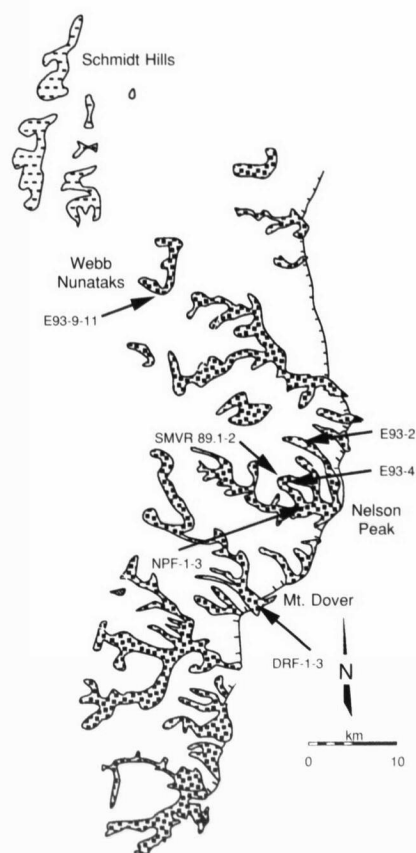 Schmidt Hills
Webb
Nunataks
E93-9-11
E93-2
SMVR 89.1-2
E93-4
Nelson
Peak
NPF-1-3
Mt. Dover
DRF-1-3
N
km
0 10